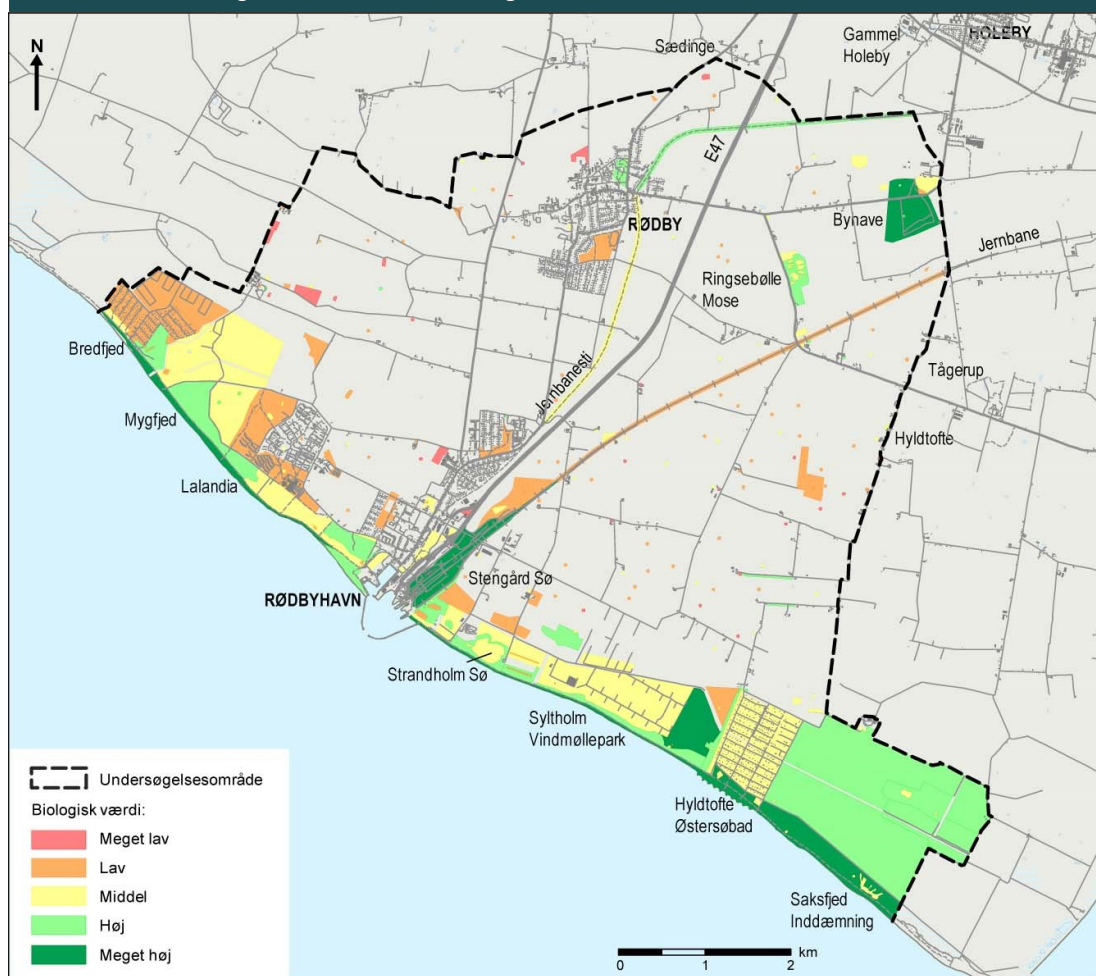 N
Sædinge
Gammel
Holeby
HOLEBY
E47
RØDBY
Bynave
Jernbane
Ringsebølle
Mose
Bredfjed
Jernbanesti
Tågerup
Mygfjed
Hyldtofte
Lalandia
Stengård Sø
RØDBYHAVN
Strandholm Sø
Syltholm
Vindmøllepark
Hyldtofte
Østersøbad
Saksfjed
Inddæmning
Undersøgelsesområde
Biologisk værdi:
Meget lav
Lav
Middel
Høj
Meget høj
km
0 1 2